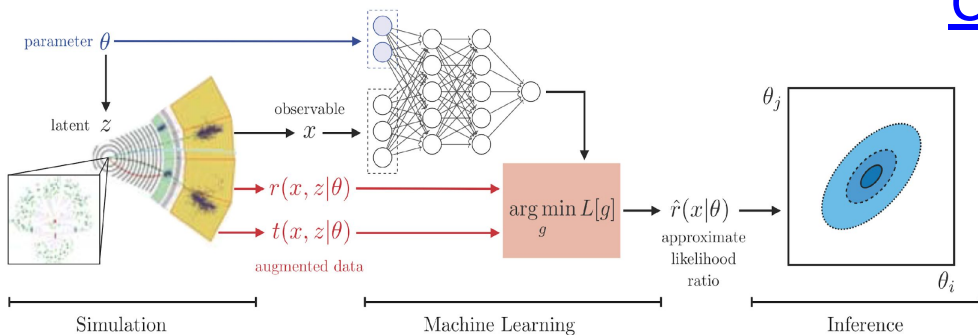 parameter θ
latent z
observable
x
r(x, z|θ)
t(x, z|θ)
augmented data
arg min L[g]
g
r̂(x|θ)
approximate
likelihood
ratio
θj
θi
Simulation
Machine Learning
Inference